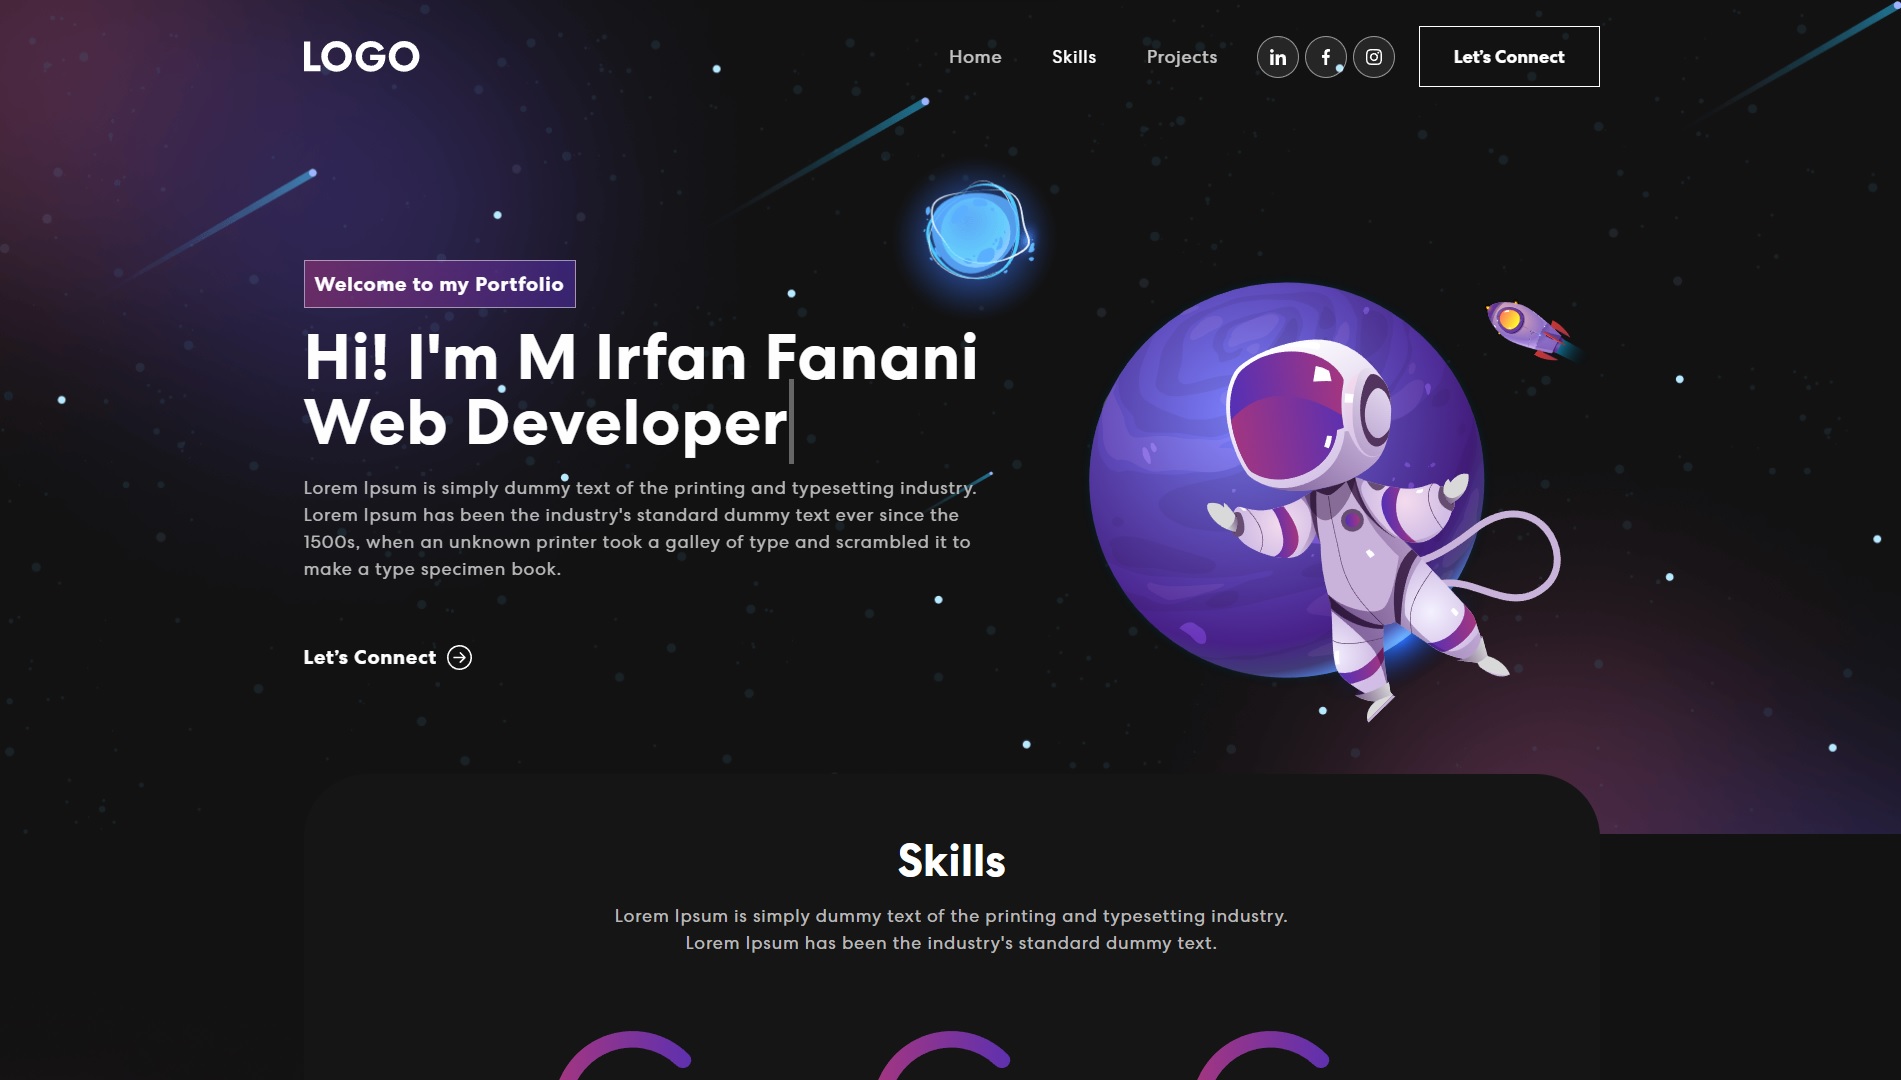 LOGO
Home
Skills
Projects
in
f
Let's Connect
Welcome to my Portfolio
Hi! I'm M Irfan Fanani
Web Developer
Lorem Ipsum is simply dummy text of the printing and typesetting industry.
Lorem Ipsum has been the industry's standard dummy text ever since the
1500s, when an unknown printer took a galley of type and scrambled it to
make a type specimen book.
Let’s Connect
Skills
Lorem Ipsum is simply dummy text of the printing and typesetting industry.
Lorem Ipsum has been the industry's standard dummy text.